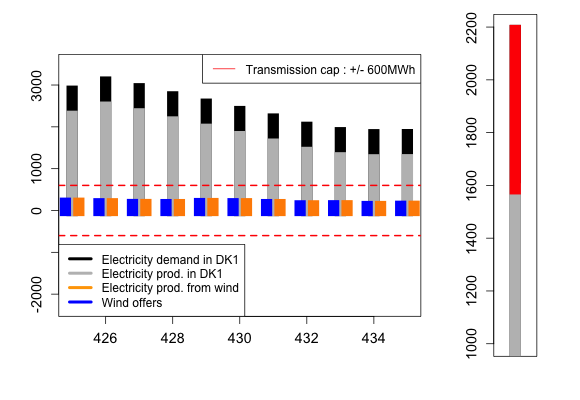 Transmission cap : +/- 600MWh
3000
1000
0
-2000
Electricity demand in DK1
Electricity prod. in DK1
Electricity prod. from wind
Wind offers
426 428 430 432 434
2200
2000
1800
1600
1400
1200
1000